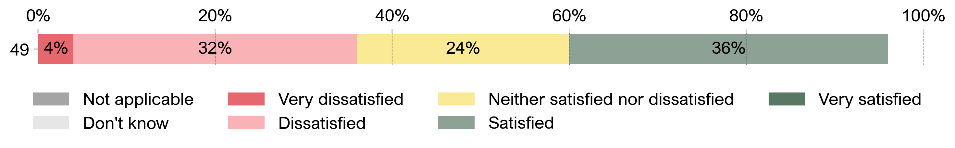 0% 20% 40% 60% 80% 100%
49 4% 32% 24% 36%
Not applicable Very dissatisfied Neither satisfied nor dissatisfied Very satisfied
Don't know Dissatisfied Satisfied